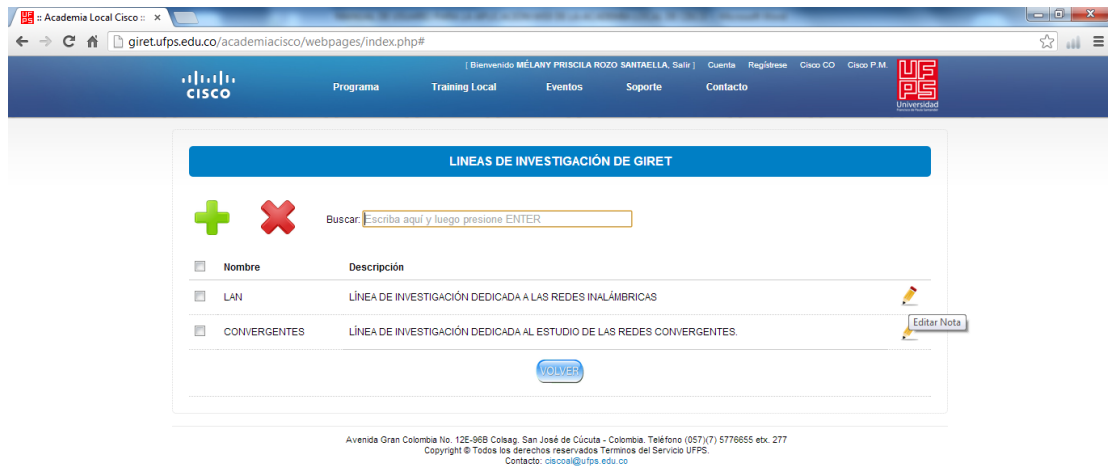 :: Academia Local Cisco ::
giret.ufps.edu.co/academiacisco/webpages/index.php#
[ Bienvenido MÉLANY PRISCILA ROZO SANTAELLA, Salir ] Cuenta Regístrese Cisco CO Cisco P.M.
CISCO
Programa Training Local Eventos Soporte Contacto
UFPS
Universidad
LINEAS DE INVESTIGACIÓN DE GIRET
Buscar: Escriba aquí y luego presione ENTER
Nombre Descripción
LAN LÍNEA DE INVESTIGACIÓN DEDICADA A LAS REDES INALÁMBRICAS
Editar Nota
CONVERGENTES LÍNEA DE INVESTIGACIÓN DEDICADA AL ESTUDIO DE LAS REDES CONVERGENTES.
VOLVER
Avenida Gran Colombia No. 12E-96B Colsag. San José de Cúcuta - Colombia. Teléfono (057)(7) 5776655 etx. 277
Copyright © Todos los derechos reservados Terminos del Servicio UFPS.
Contacto: ciscoal@ufps.edu.co